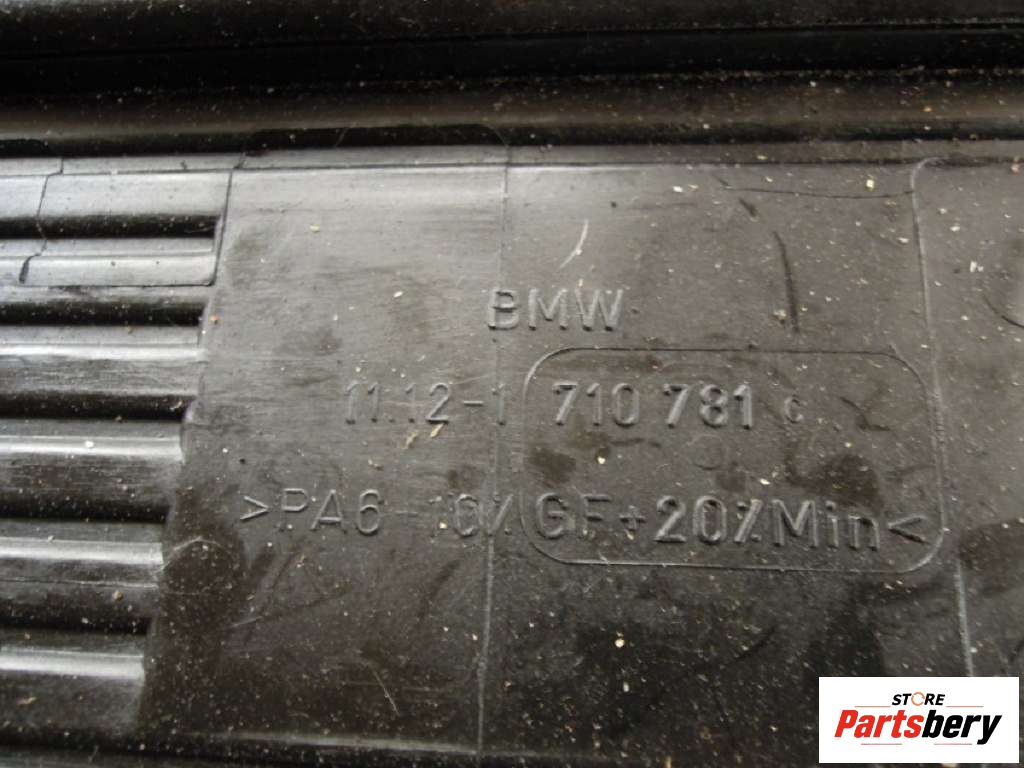 BMW
11.12-1 710 781 c
>PA6-10%GF+20%Min<
STORE
Partsbery